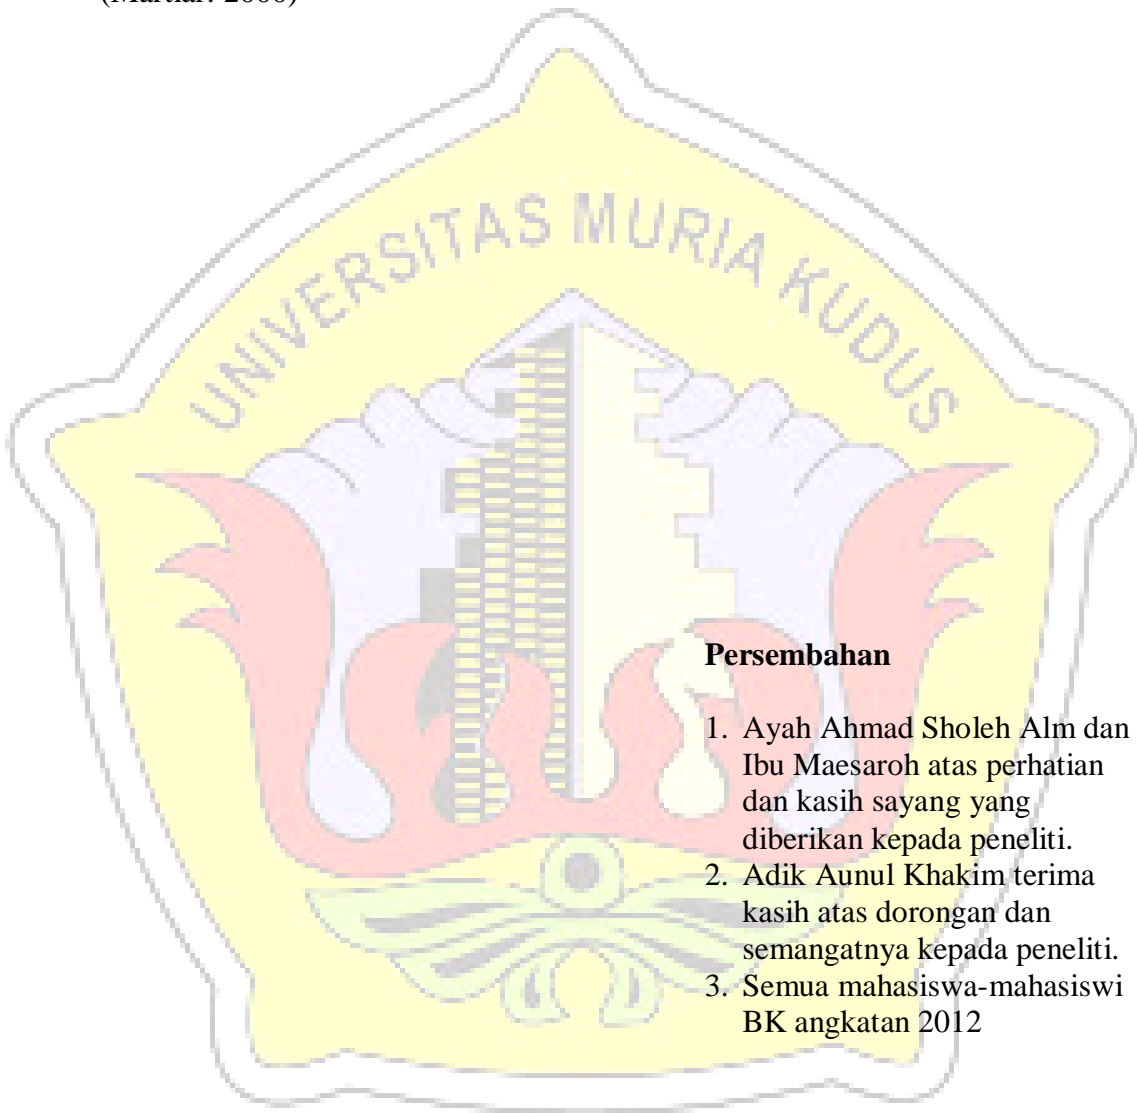 UNIVERSITAS MURIA KUDUS
Persembahan
1. Ayah Ahmad Sholeh Alm dan
Ibu Maesaroh atas perhatian
dan kasih sayang yang
diberikan kepada peneliti.
2. Adik Aunul Khakim terima
kasih atas dorongan dan
semangatnya kepada peneliti.
3. Semua mahasiswa-mahasiswi
BK angkatan 2012